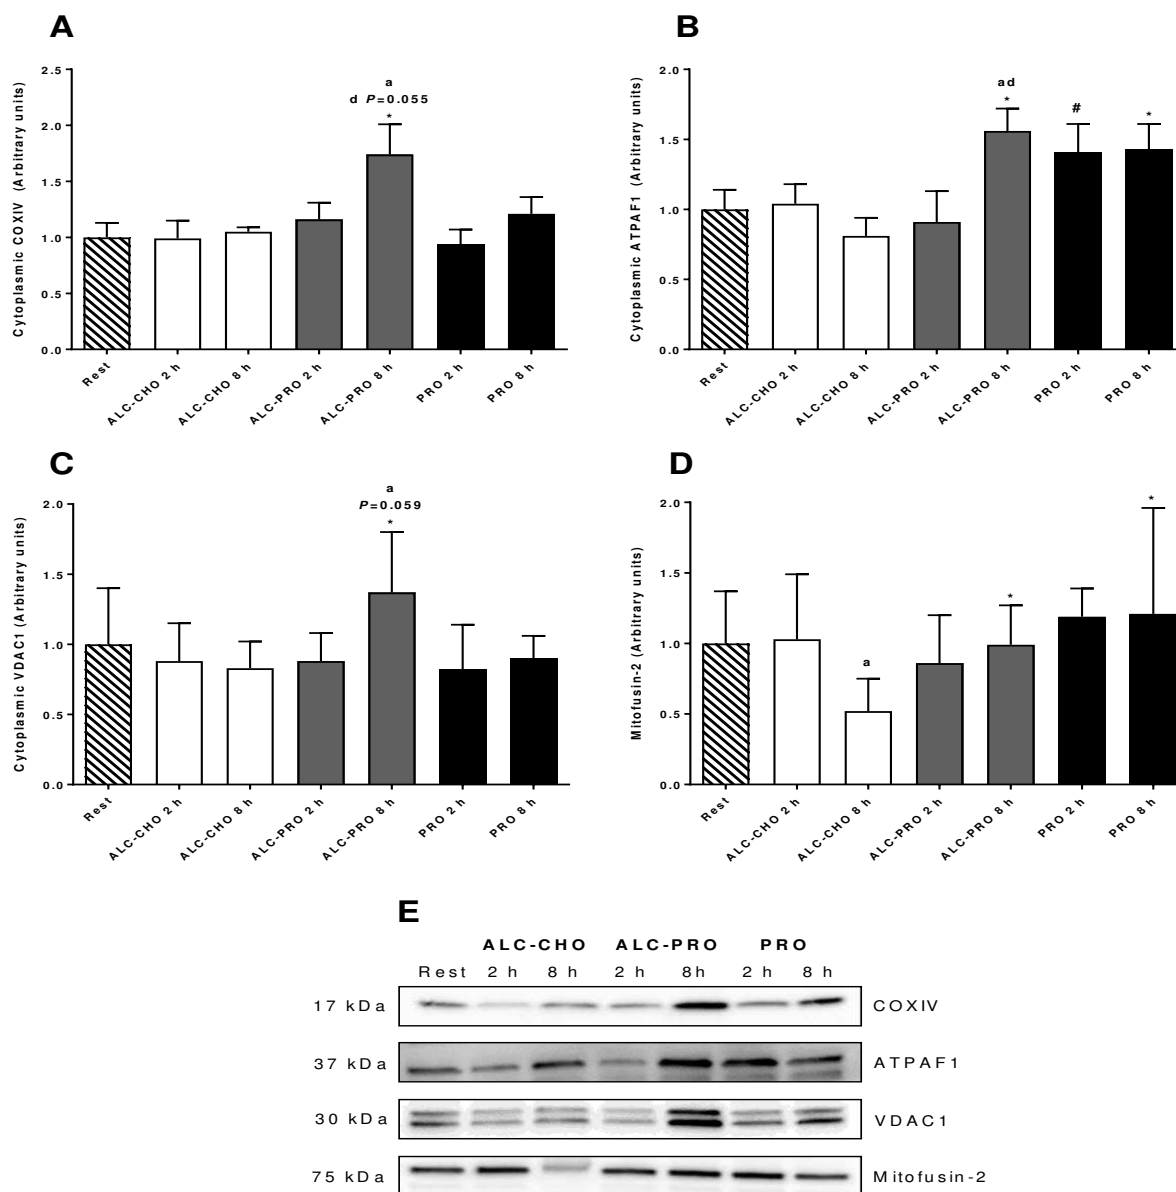 A
Cytoplasmic COXIV (Arbitrary units)
2.5
2.0
1.5
1.0
0.5
0.0
a
d P=0.055
*
Rest
ALC-CHO 2 h
ALC-CHO 8 h
ALC-PRO 2 h
ALC-PRO 8 h
PRO 2 h
PRO 8 h
B
Cytoplasmic ATPAF1 (Arbitrary units)
2.0
1.5
1.0
0.5
0.0
ad
*
#
*
Rest
ALC-CHO 2 h
ALC-CHO 8 h
ALC-PRO 2 h
ALC-PRO 8 h
PRO 2 h
PRO 8 h
C
Cytoplasmic VDAC1 (Arbitrary units)
2.0
1.5
1.0
0.5
0.0
a
P=0.059
*
Rest
ALC-CHO 2 h
ALC-CHO 8 h
ALC-PRO 2 h
ALC-PRO 8 h
PRO 2 h
PRO 8 h
D
Mitofusin-2 (Arbitrary units)
2.0
1.5
1.0
0.5
0.0
a
*
*
Rest
ALC-CHO 2 h
ALC-CHO 8 h
ALC-PRO 2 h
ALC-PRO 8 h
PRO 2 h
PRO 8 h
E
ALC-CHO ALC-PRO PRO
Rest 2 h 8 h 2 h 8h 2 h 8 h
17 kDa COXIV
37 kDa ATPAF1
30 kDa VDAC1
75 kDa Mitofusin-2